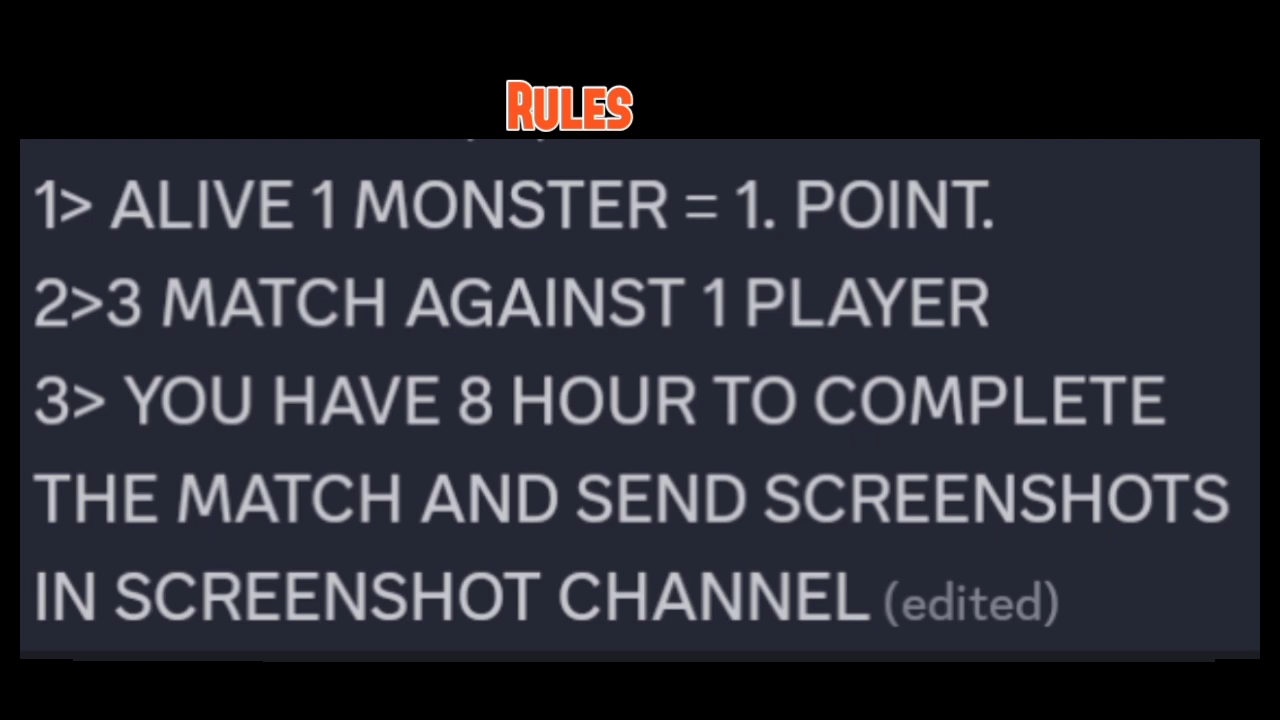 RULES
1> ALIVE 1 MONSTER = 1. POINT.
2>3 MATCH AGAINST 1 PLAYER
3> YOU HAVE 8 HOUR TO COMPLETE
THE MATCH AND SEND SCREENSHOTS
IN SCREENSHOT CHANNEL (edited)